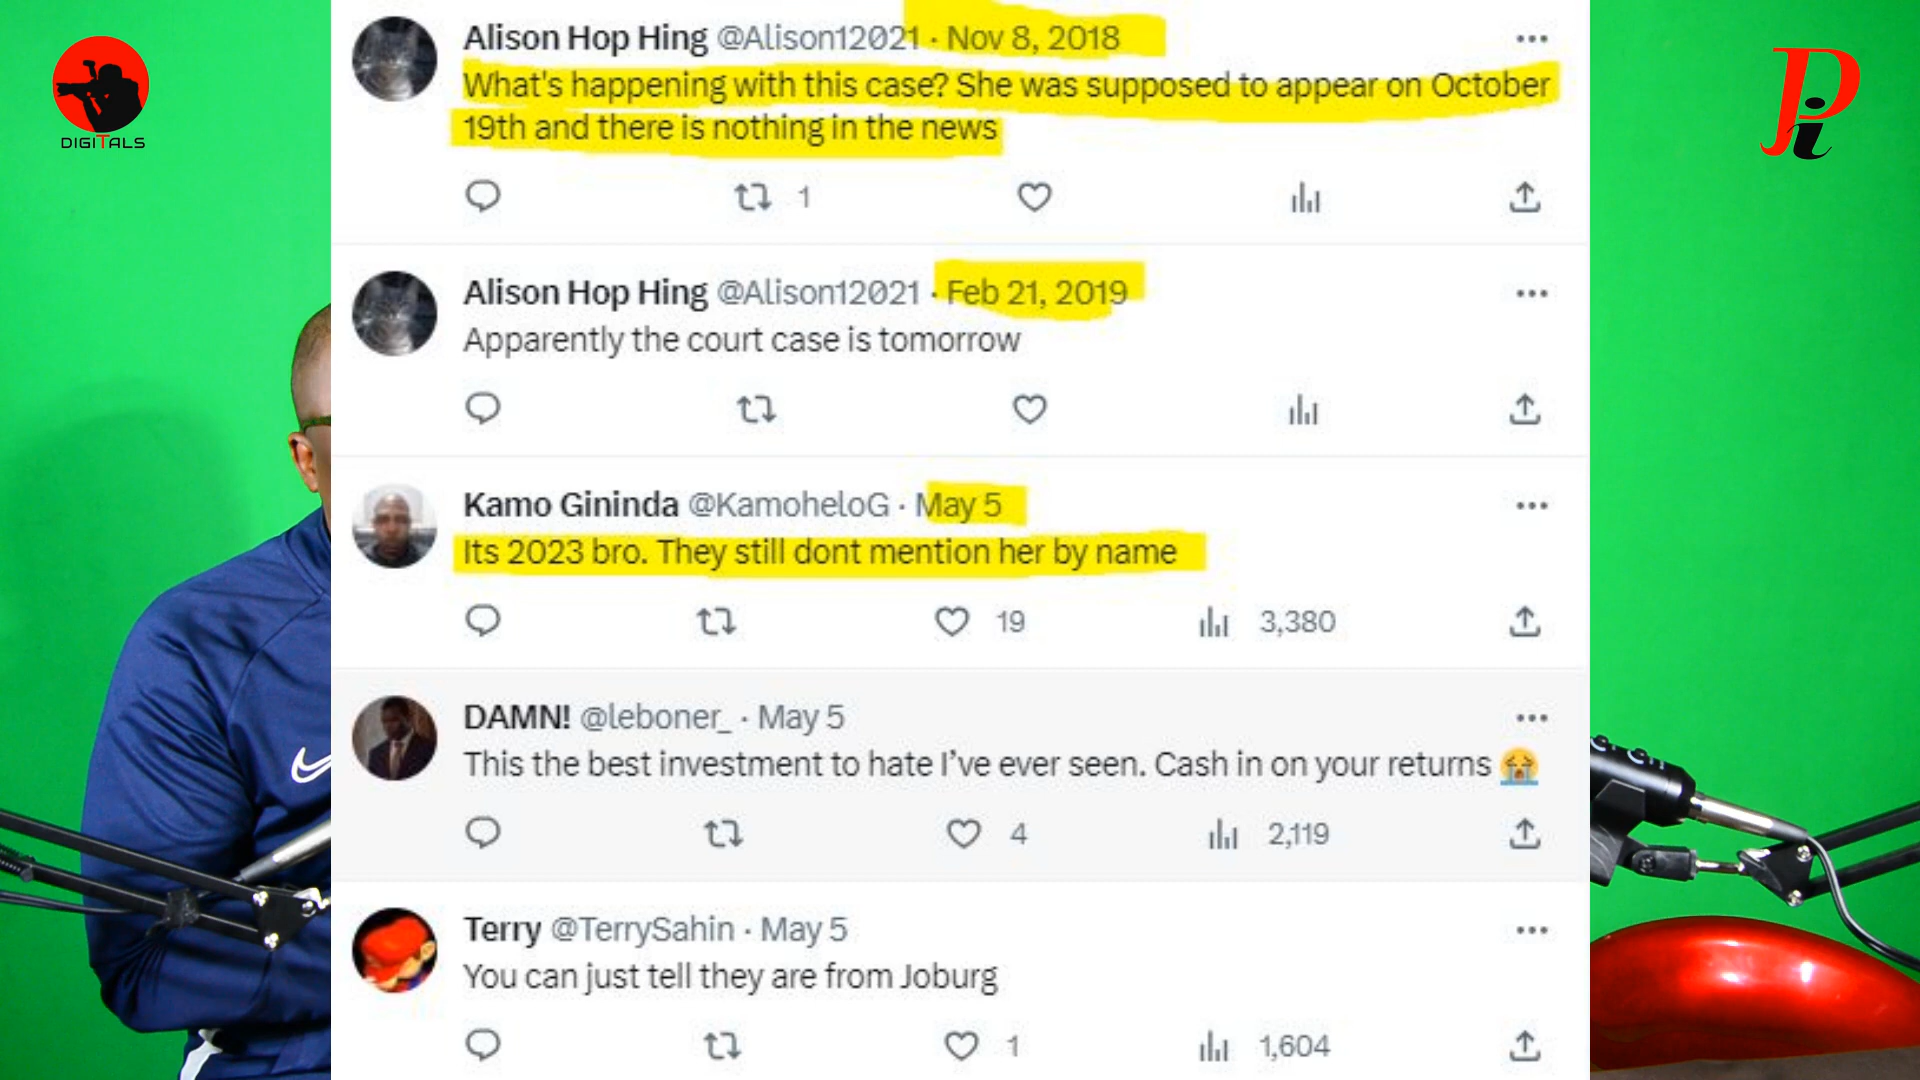 Alison Hop Hing @Alison12021 · Nov 8, 2018
What's happening with this case? She was supposed to appear on October
19th and there is nothing in the news
1
Alison Hop Hing @Alison12021 · Feb 21, 2019
Apparently the court case is tomorrow
Kamo Gininda @KamoheloG · May 5
Its 2023 bro. They still dont mention her by name
19 3,380
DAMN! @leboner_ · May 5
This the best investment to hate I’ve ever seen. Cash in on your returns 😭
4 2,119
Terry @TerrySahin · May 5
You can just tell they are from Joburg
1 1,604
DIGITALS
Pi